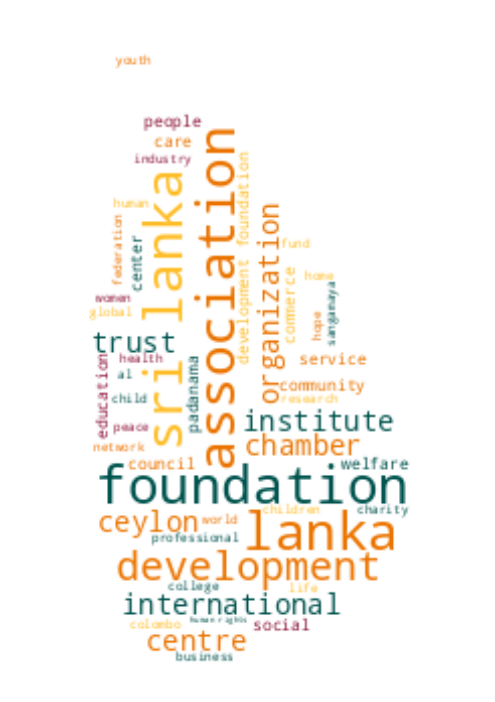 youth
people
care
industry
association
sri lanka
development foundation
human
organization
federation
center
fund
home
commerce
sangamaya
women
global
hope
trust
health
education
padanama
service
al
community
child
research
peace
institute
network
chamber
council
welfare
foundation
children
charity
ceylon
world
lanka
professional
development
college
life
international
human rights
colombo
social
centre
business